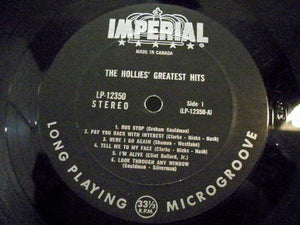 IMPERIAL
MADE IN CANADA
THE HOLLIES' GREATEST HITS
LP-12350
STEREO
Side 1
(LP-12350-A)
1. BUS STOP (Graham Gouldman)
2. PAY YOU BACK WITH INTEREST (Clarke - Hicks - Nash)
3. HERE I GO AGAIN (Shuman - Westlake)
4. TELL ME TO MY FACE (Clarke - Hicks - Nash)
5. I'M ALIVE (Clint Ballard, Jr.)
6. LOOK THROUGH ANY WINDOW
(Gouldman - Silverman)
LONG PLAYING MICROGROOVE
33⅓
R.P.M.